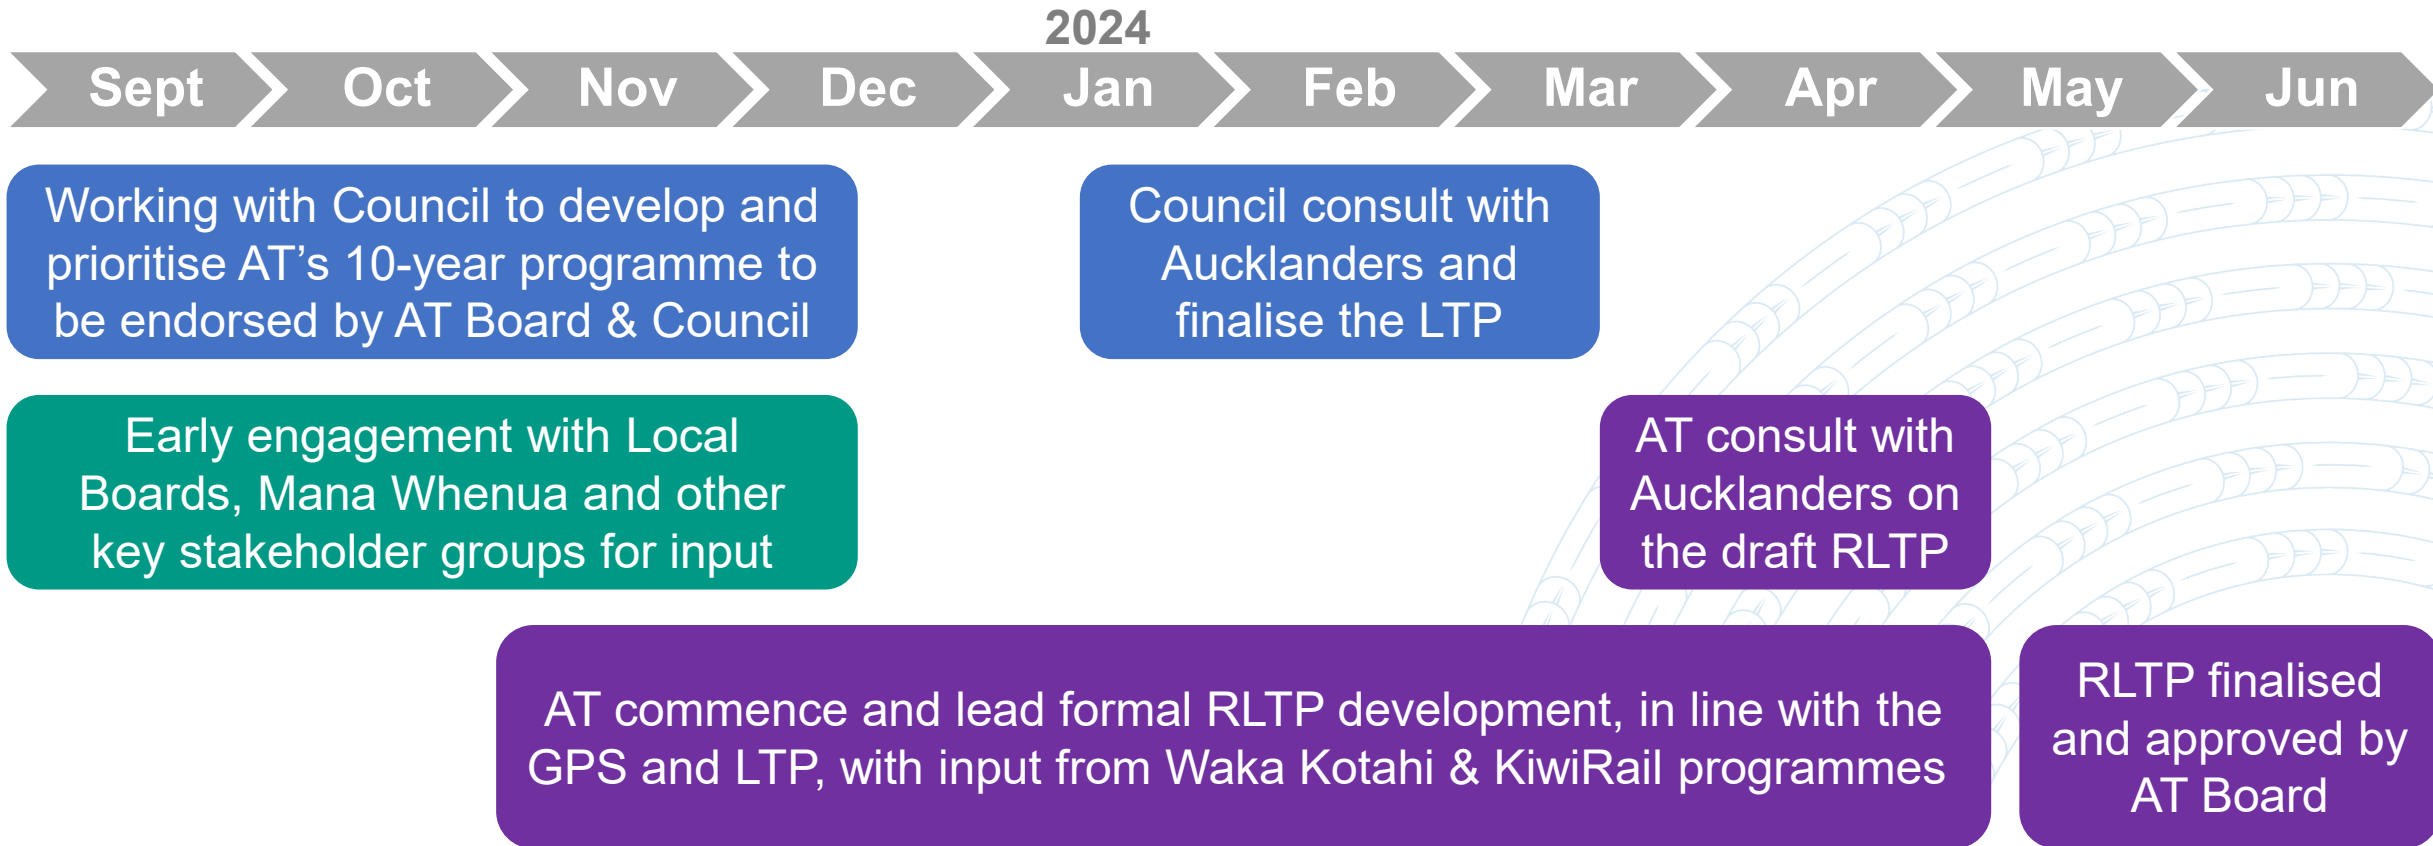 2024
Sept Oct Nov Dec Jan Feb Mar Apr May Jun
Working with Council to develop and
prioritise AT’s 10-year programme to
be endorsed by AT Board & Council
Council consult with
Aucklanders and
finalise the LTP
Early engagement with Local
Boards, Mana Whenua and other
key stakeholder groups for input
AT consult with
Aucklanders on
the draft RLTP
AT commence and lead formal RLTP development, in line with the
GPS and LTP, with input from Waka Kotahi & KiwiRail programmes
RLTP finalised
and approved by
AT Board